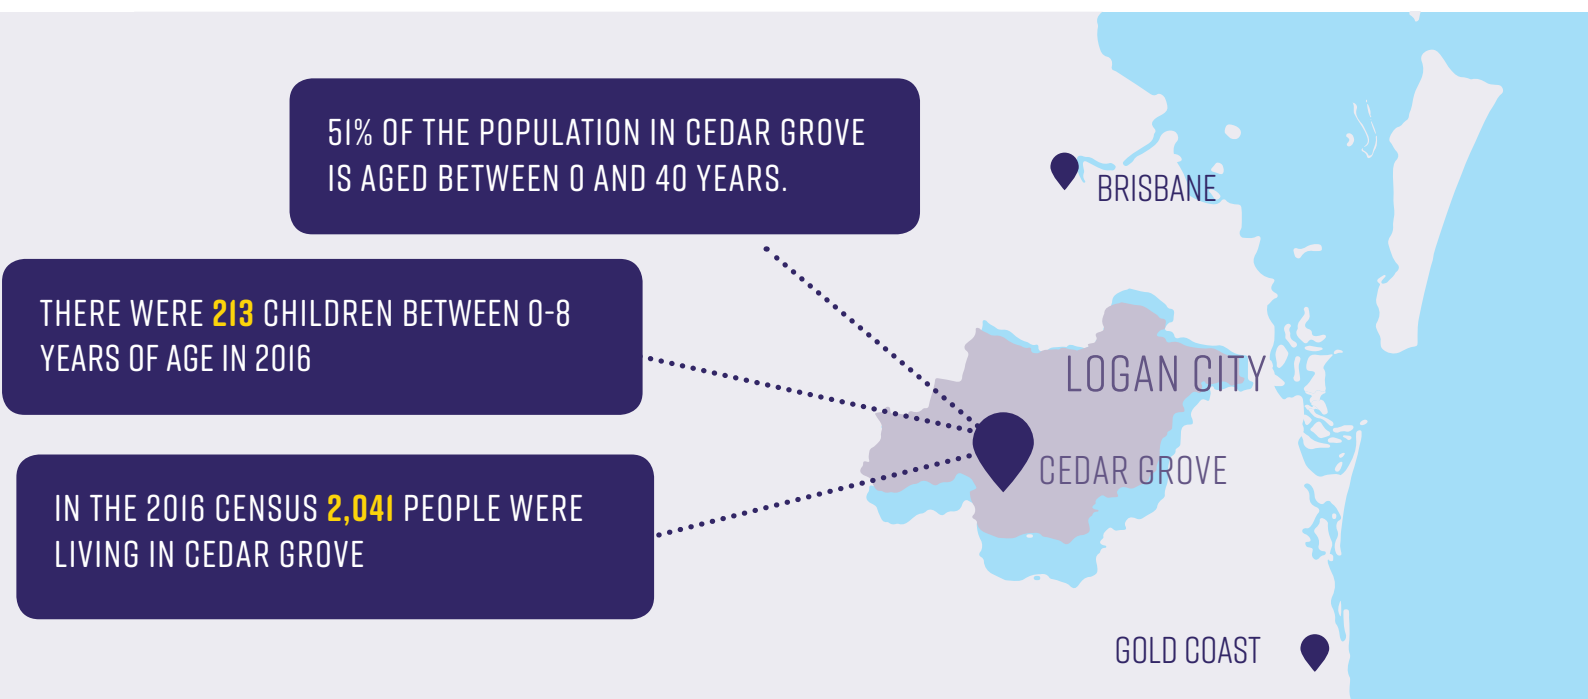 51% OF THE POPULATION IN CEDAR GROVE
IS AGED BETWEEN 0 AND 40 YEARS.
THERE WERE 213 CHILDREN BETWEEN 0-8
YEARS OF AGE IN 2016
IN THE 2016 CENSUS 2,041 PEOPLE WERE
LIVING IN CEDAR GROVE
BRISBANE
LOGAN CITY
CEDAR GROVE
GOLD COAST